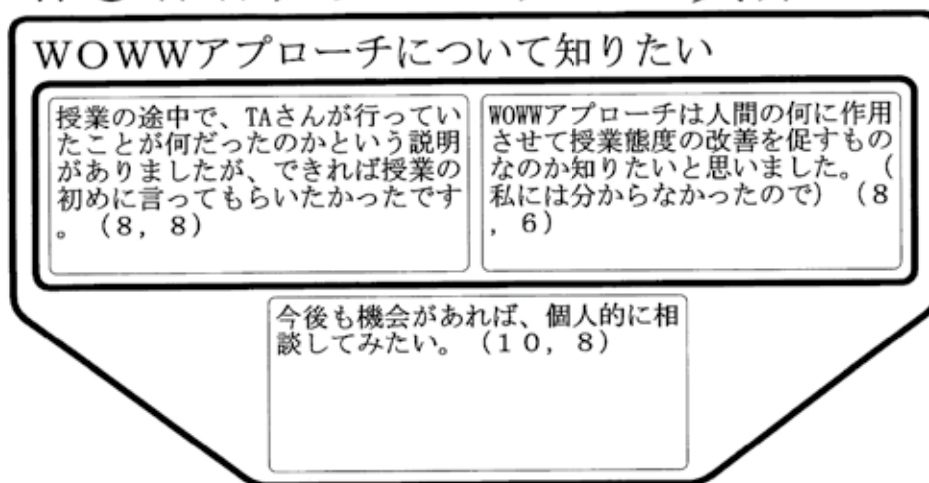 WOWWアプローチについて知りたい
授業の途中で、TAさんが行ってい
たことが何だったのかという説明
がありましたが、できれば授業の
初めに言ってもらいたかったです
。（8, 8）
WOWWアプローチは人間の何に作用
させて授業態度の改善を促すもの
なのか知りたいと思いました。（
私には分からなかったので）（8
, 6）
今後も機会があれば、個人的に相
談してみたい。（10, 8）